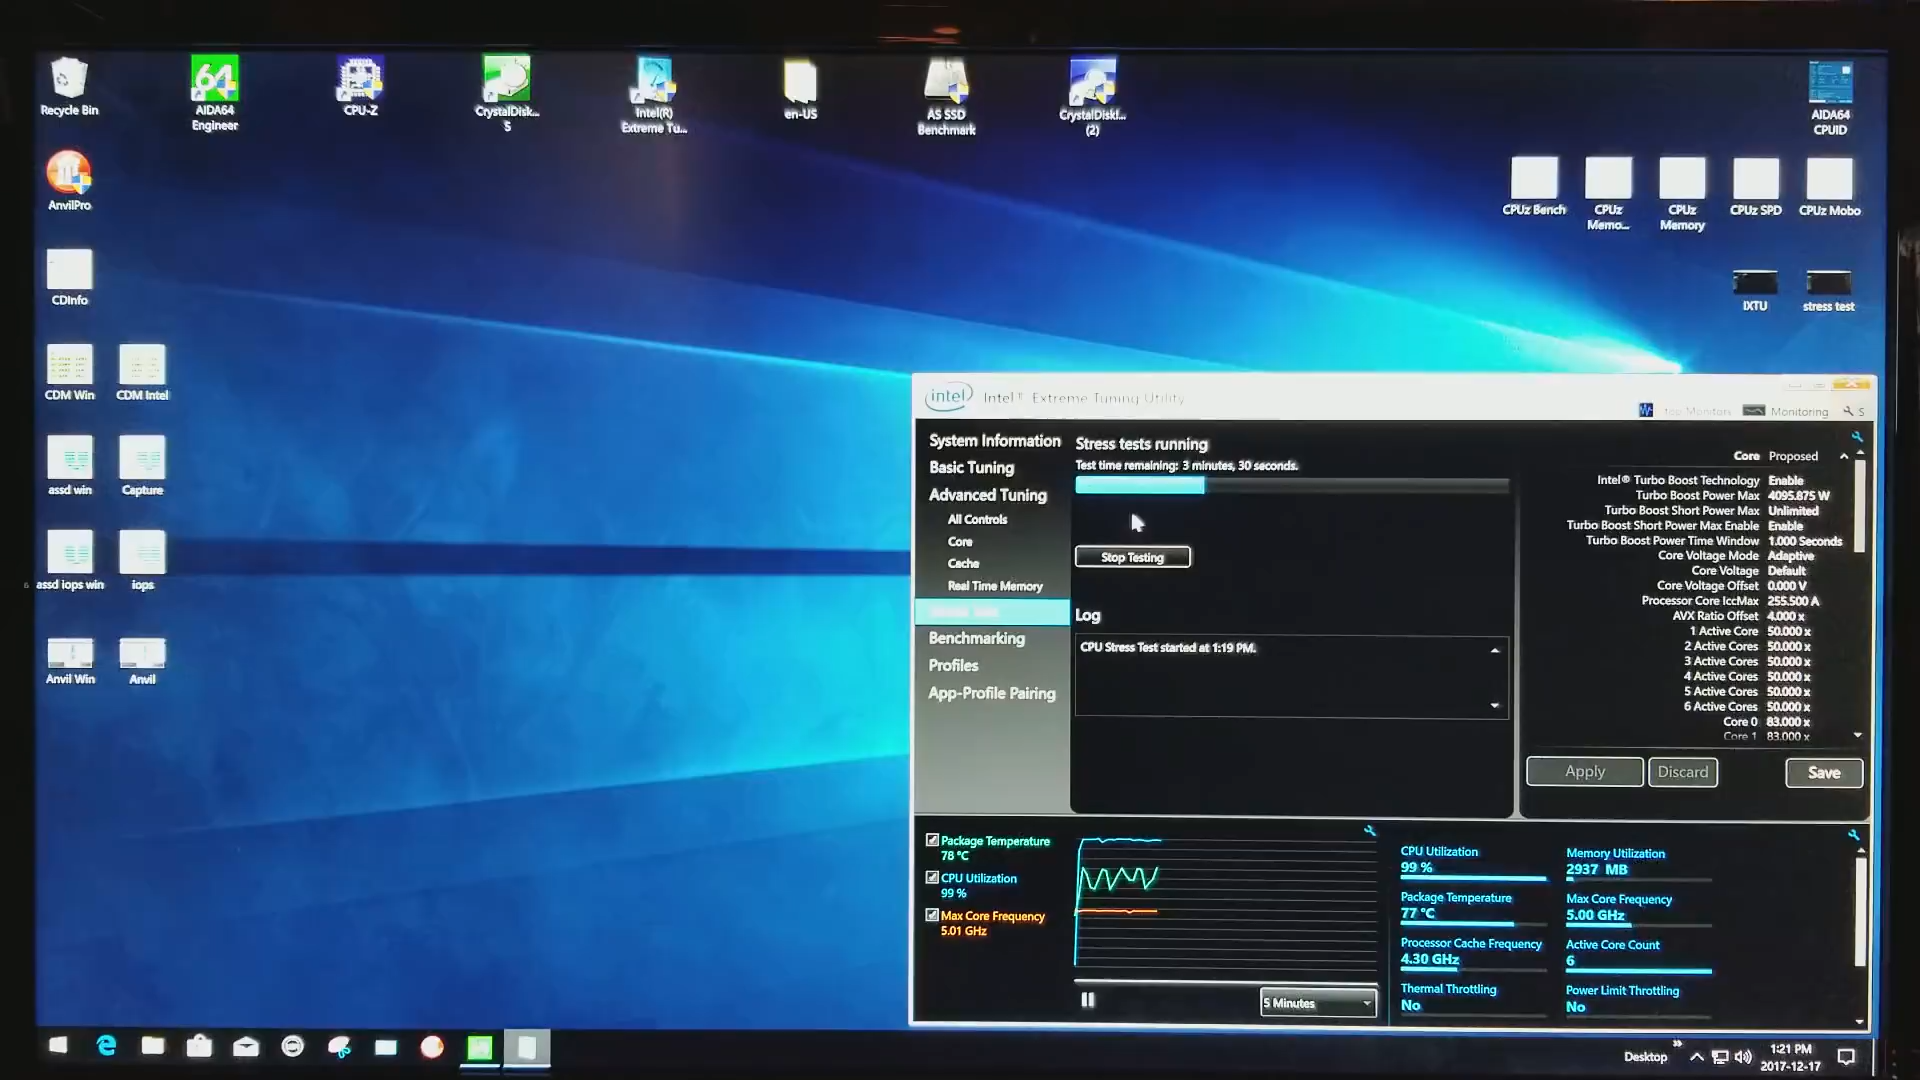 Recycle Bin
AIDA64
Engineer
CPU-Z
CrystalDisk...
5
Intel(R)
Extreme Tu...
en-US
AS SSD
Benchmark
CrystalDiskI...
(2)
AIDA64
CPUID
AnvilPro
CPUz Bench
CPUz
Memo...
CPUz
Memory
CPUz SPD
CPUz Mobo
CDInfo
IXTU
stress test
CDM Win
CDM Intel
assd win
Capture
assd iops win
iops
Anvil Win
Anvil
intel
Intel® Extreme Tuning Utility
Monitoring
S
System Information
Basic Tuning
Advanced Tuning
All Controls
Core
Cache
Real Time Memory
Benchmarking
Profiles
App-Profile Pairing
Stress tests running
Test time remaining: 3 minutes, 30 seconds.
Stop Testing
Log
CPU Stress Test started at 1:19 PM.
Core Proposed
Intel® Turbo Boost Technology Enable
Turbo Boost Power Max 4095.875 W
Turbo Boost Short Power Max Unlimited
Turbo Boost Short Power Max Enable Enable
Turbo Boost Power Time Window 1.000 Seconds
Core Voltage Mode Adaptive
Core Voltage Default
Core Voltage Offset 0.000 V
Processor Core IccMax 255.500 A
AVX Ratio Offset 4.000 x
1 Active Core 50.000 x
2 Active Cores 50.000 x
3 Active Cores 50.000 x
4 Active Cores 50.000 x
5 Active Cores 50.000 x
6 Active Cores 50.000 x
Core 0 83.000 x
Core 1 83.000 x
Apply
Discard
Save
Package Temperature
78 °C
CPU Utilization
99 %
Max Core Frequency
5.01 GHz
5 Minutes
CPU Utilization
99 %
Memory Utilization
2937 MB
Package Temperature
77 °C
Max Core Frequency
5.00 GHz
Processor Cache Frequency
4.30 GHz
Active Core Count
6
Thermal Throttling
No
Power Limit Throttling
No
Desktop
1:21 PM
2017-12-17